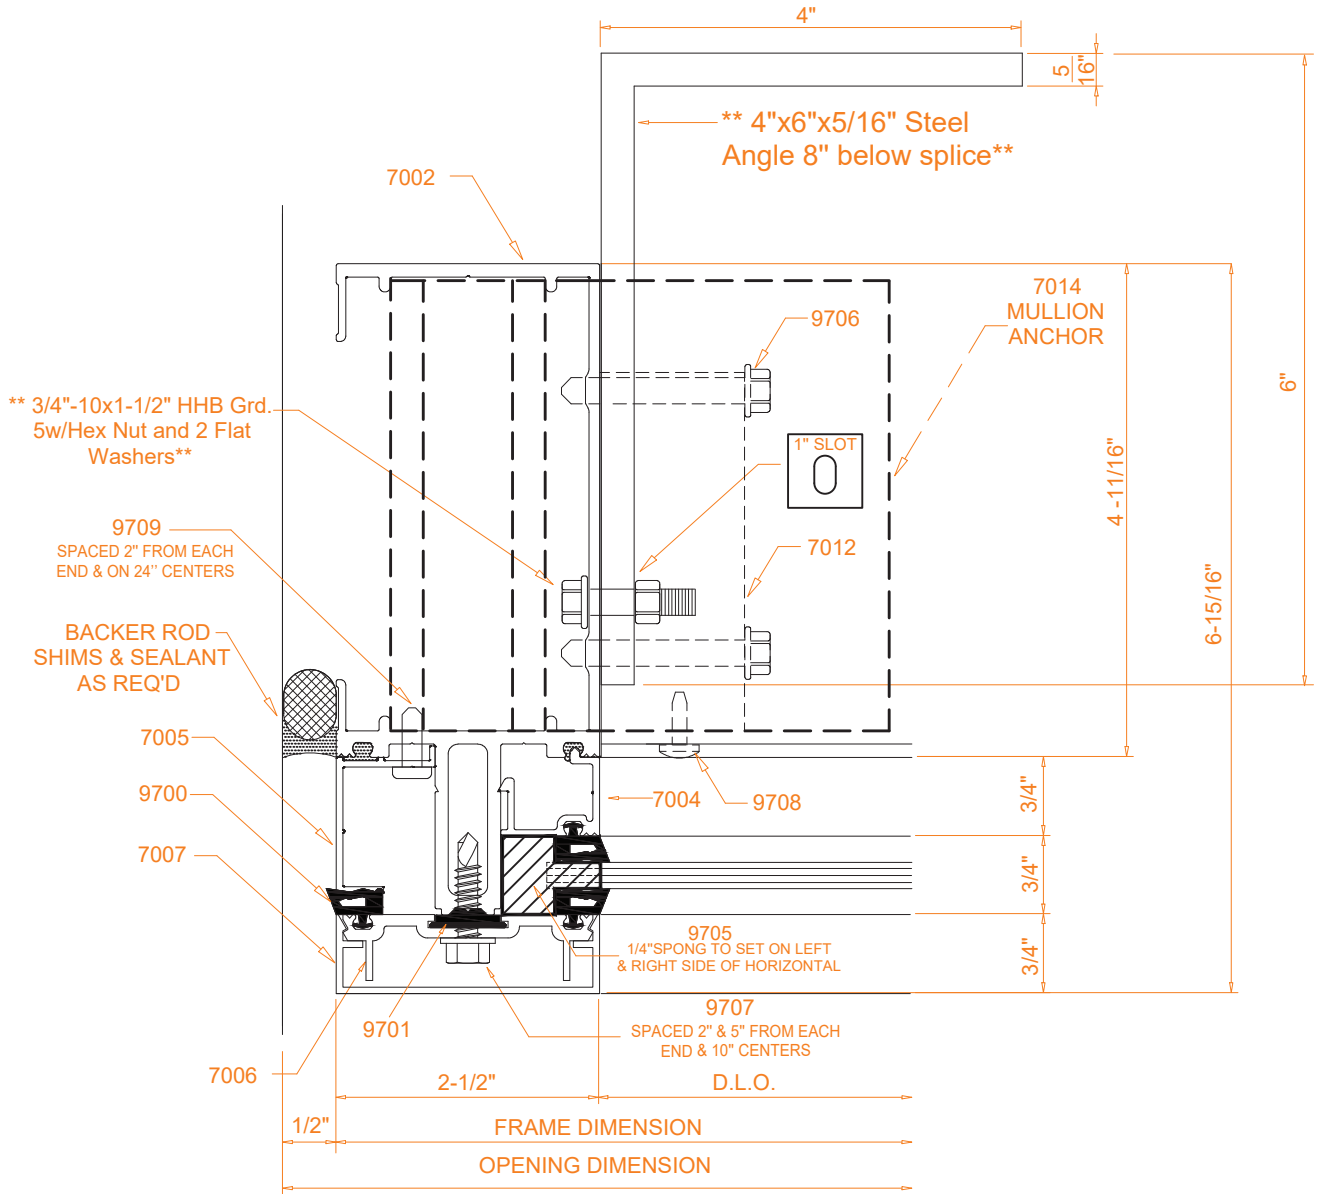 4"
5
16"
** 4"x6"x5/16" Steel
Angle 8" below splice**
7002
7014
MULLION
ANCHOR
9706
6"
** 3/4"-10x1-1/2" HHB Grd.
5w/Hex Nut and 2 Flat
Washers**
1" SLOT
4 -11/16"
9709
SPACED 2" FROM EACH
END & ON 24'' CENTERS
7012
6-15/16"
BACKER ROD
SHIMS & SEALANT
AS REQ'D
7005
9700
7004
9708
3/4"
7007
3/4"
9705
1/4"SPONG TO SET ON LEFT
& RIGHT SIDE OF HORIZONTAL
3/4"
9707
SPACED 2" & 5" FROM EACH
END & 10" CENTERS
9701
7006
2-1/2"
D.L.O.
1/2"
FRAME DIMENSION
OPENING DIMENSION